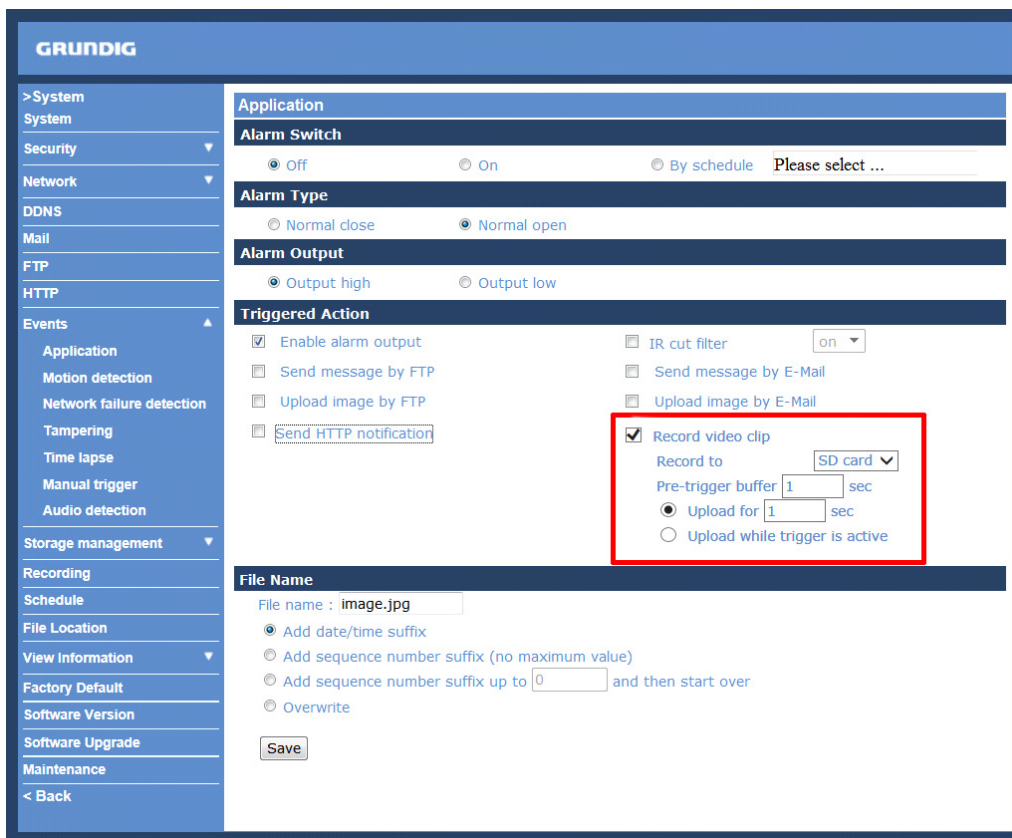 GRUNDIG
>System
System
Security
Network
DDNS
Mail
FTP
HTTP
Events
Application
Motion detection
Network failure detection
Tampering
Time lapse
Manual trigger
Audio detection
Storage management
Recording
Schedule
File Location
View Information
Factory Default
Software Version
Software Upgrade
Maintenance
< Back
Application
Alarm Switch
Off On By schedule Please select ...
Alarm Type
Normal close Normal open
Alarm Output
Output high Output low
Triggered Action
Enable alarm output IR cut filter on
Send message by FTP Send message by E-Mail
Upload image by FTP Upload image by E-Mail
Send HTTP notification Record video clip
Record to SD card
Pre-trigger buffer 1 sec
Upload for 1 sec
Upload while trigger is active
File Name
File name : image.jpg
Add date/time suffix
Add sequence number suffix (no maximum value)
Add sequence number suffix up to 0 and then start over
Overwrite
Save